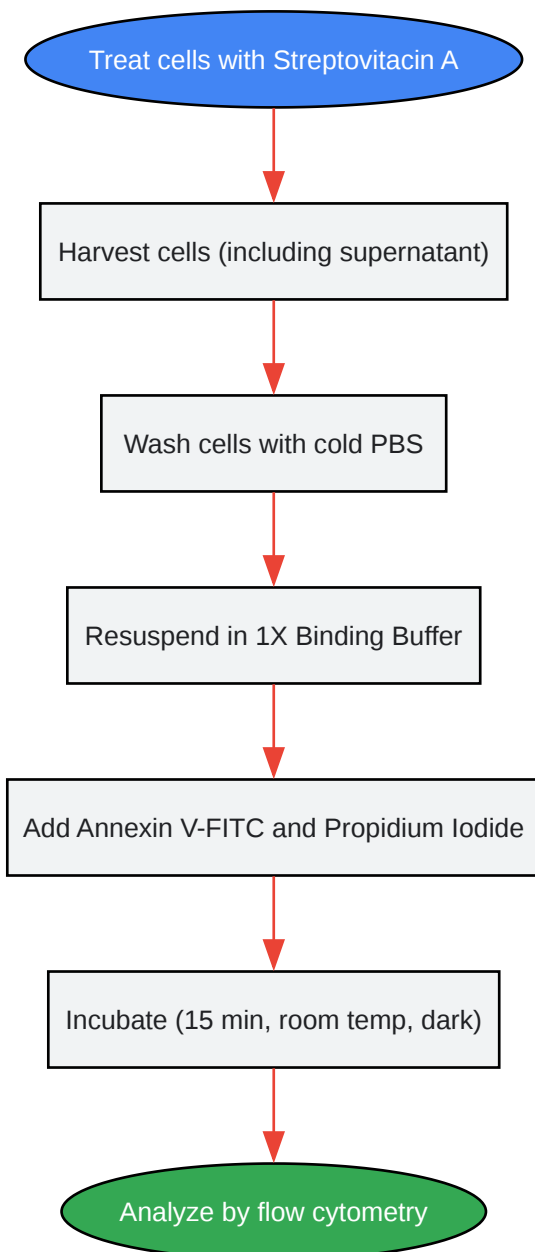 Treat cells with Streptovitacin A
Harvest cells (including supernatant)
Wash cells with cold PBS
Resuspend in 1X Binding Buffer
Add Annexin V-FITC and Propidium Iodide
Incubate (15 min, room temp, dark)
Analyze by flow cytometry